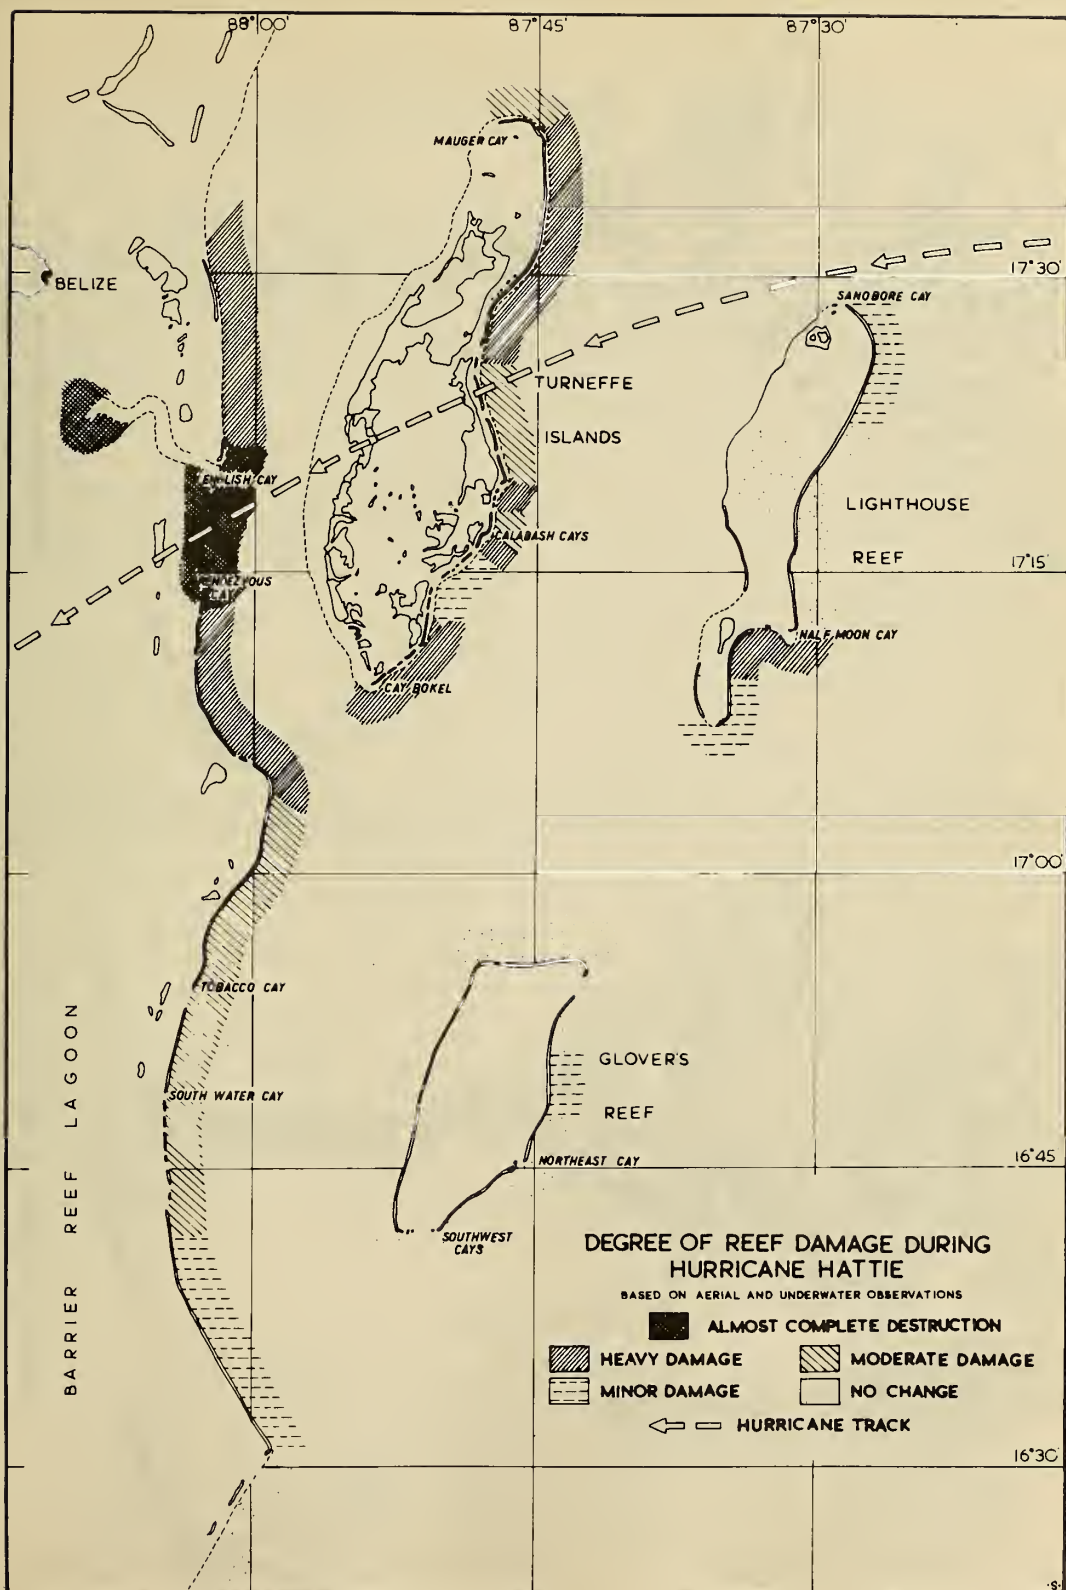 88°00'
87°45'
87°30'
MAUGER CAY
BELIZE
17°30
SANDBORE CAY
TURNEFFE
ISLANDS
ENGLISH CAY
LIGHTHOUSE
REEF
CALABASH CAYS
17°15'
RENDEZVOUS
CAY
HALF MOON CAY
CAY BOKEL
17°00'
TOBACCO CAY
BARRIER REEF LAGOON
GLOVER'S
REEF
SOUTH WATER CAY
NORTHEAST CAY
16°45
SOUTHWEST
CAYS
DEGREE OF REEF DAMAGE DURING
HURRICANE HATTIE
BASED ON AERIAL AND UNDERWATER OBSERVATIONS
ALMOST COMPLETE DESTRUCTION
HEAVY DAMAGE
MODERATE DAMAGE
MINOR DAMAGE
NO CHANGE
HURRICANE TRACK
16°30
·S·